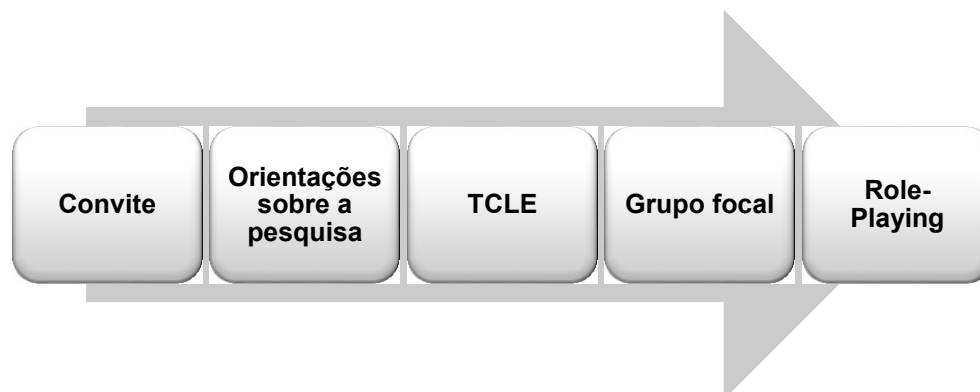 Convite
Orientações
sobre a
pesquisa
TCLE
Grupo focal
Role-
Playing